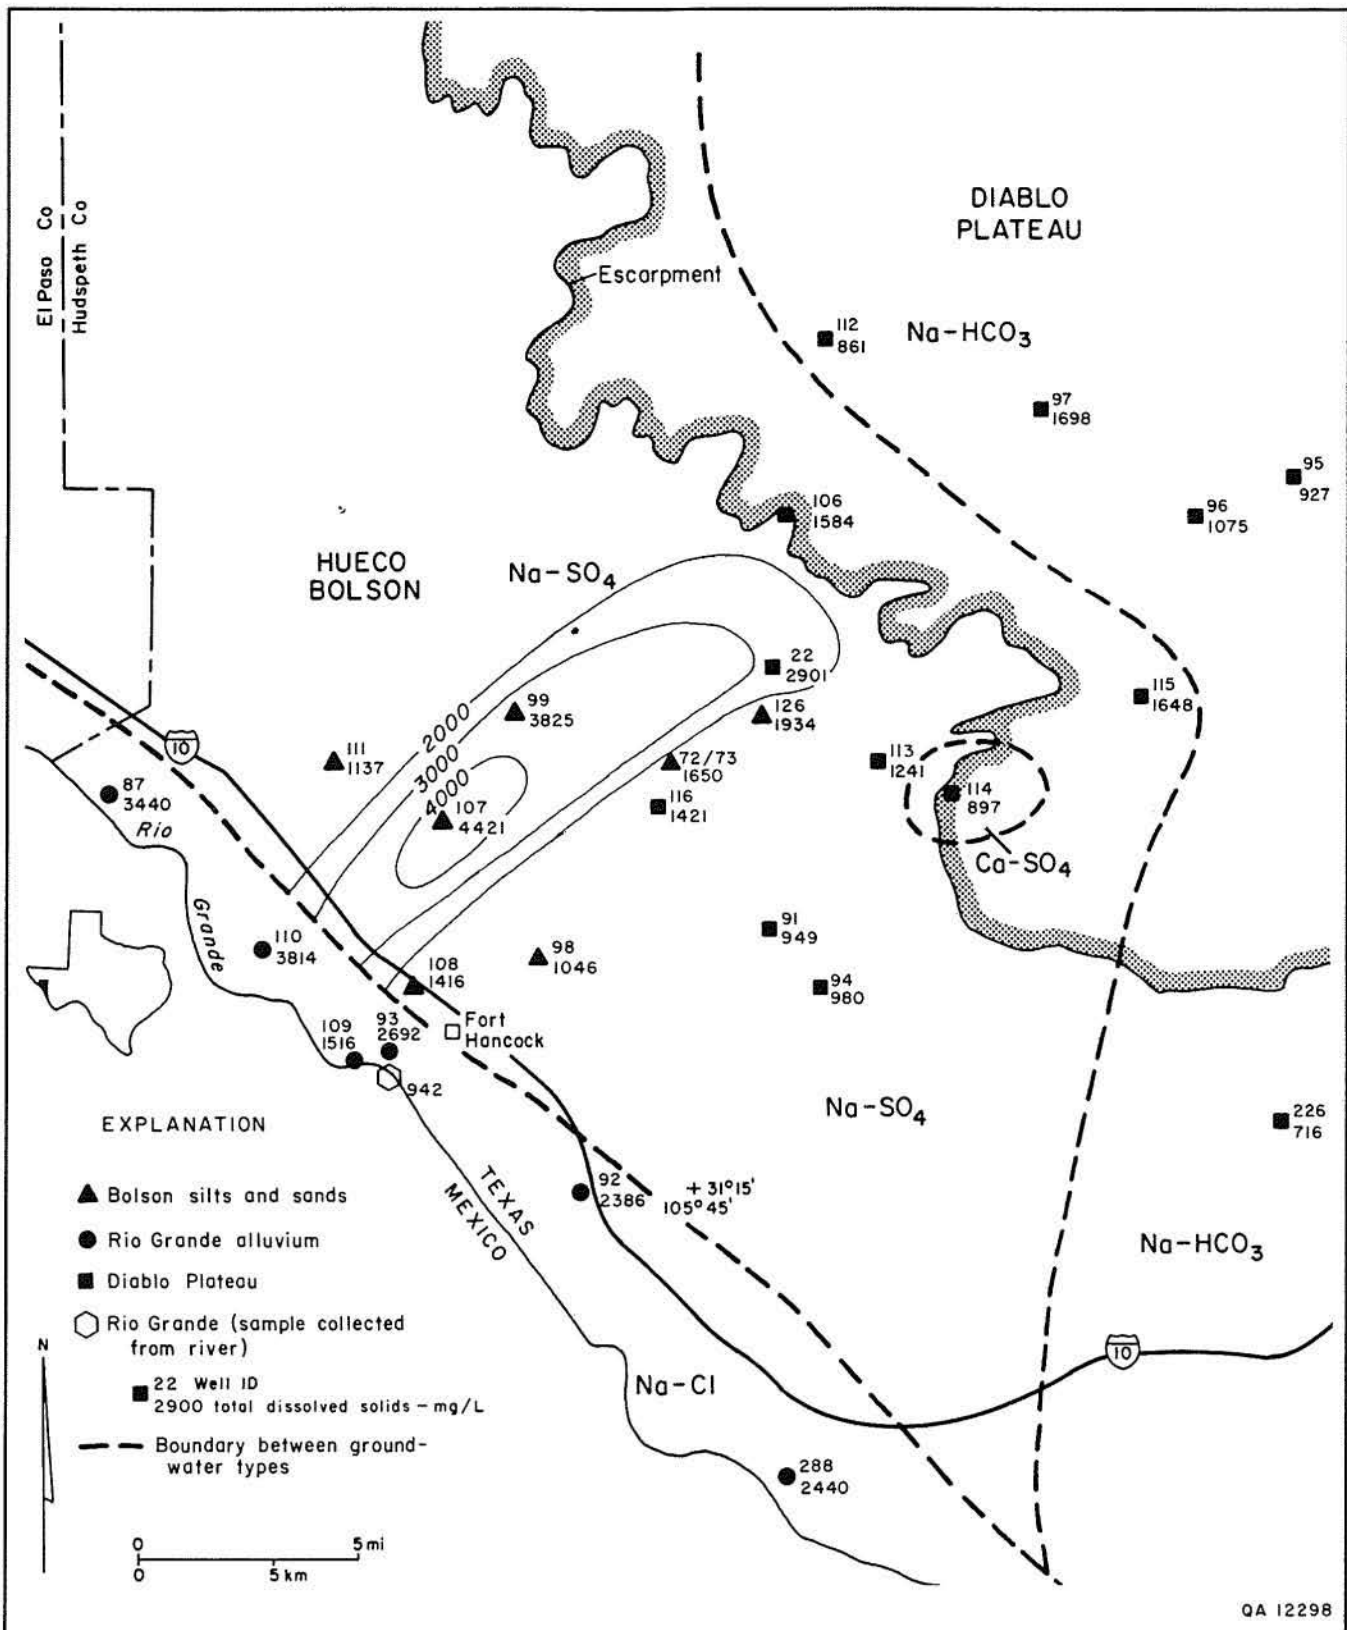 El Paso Co
Hudspeth Co
DIABLO
PLATEAU
Escarpment
112
861
Na-HCO3
97
1698
95
927
96
1075
106
1584
HUECO
BOLSON
Na-SO4
22
2901
126
1934
115
1648
99
3825
2000
3000
4000
10
111
1137
72/73
1650
113
1241
87
3440
107
4421
116
1421
114
897
Rio
Grande
Ca-SO4
110
3814
98
1046
91
949
108
1416
94
980
109
1516
93
2692
Fort
Hancock
942
Na-SO4
226
716
EXPLANATION
Bolson silts and sands
Rio Grande alluvium
Diablo Plateau
Rio Grande (sample collected
from river)
22 Well ID
2900 total dissolved solids - mg/L
Boundary between ground-
water types
TEXAS
MEXICO
92
2386
+ 31°15'
105°45'
Na-HCO3
10
Na-Cl
288
2440
N
0 5 mi
0 5 km
QA 12298